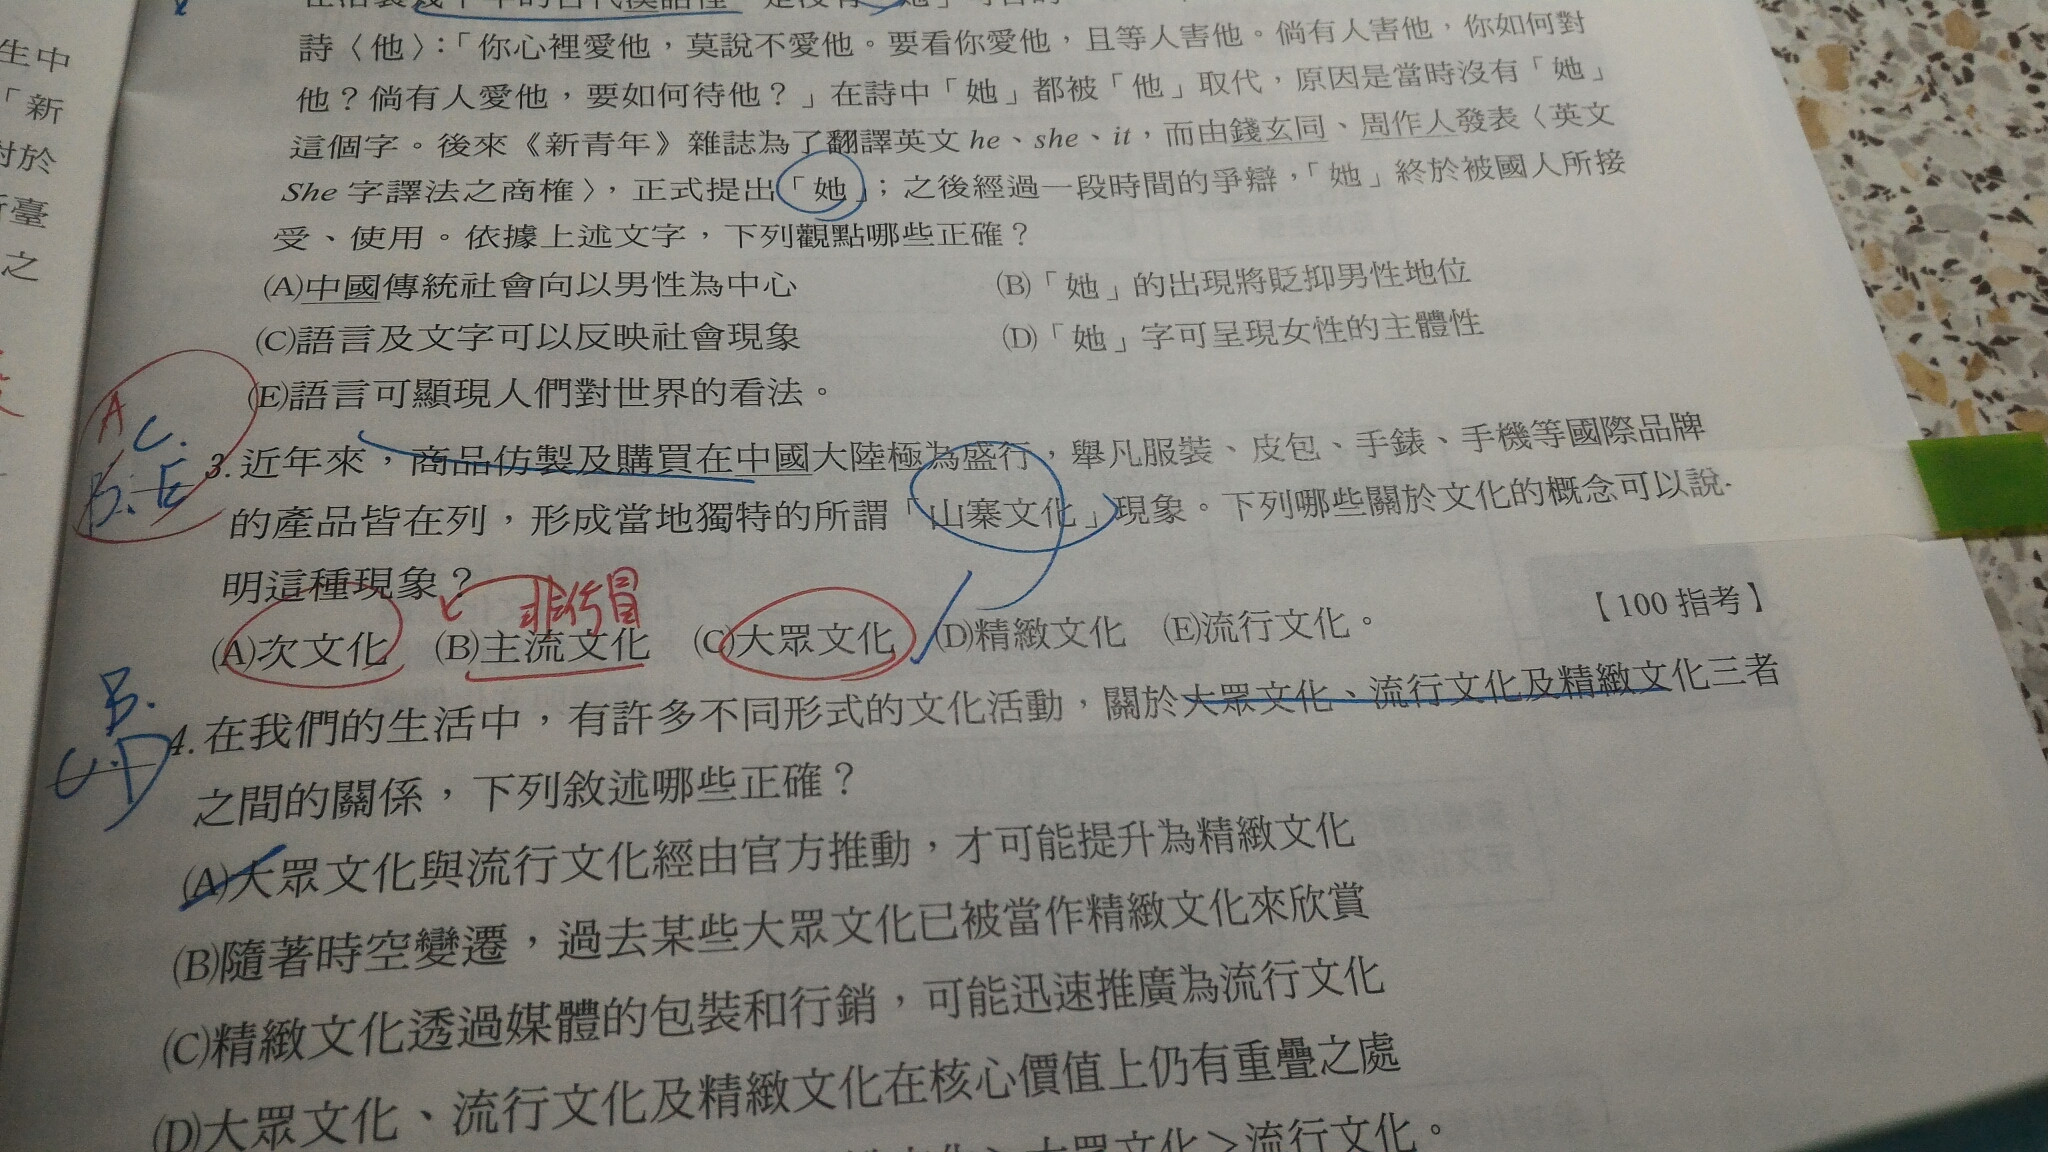 生中
「新
對於
臺
之
詩〈他〉：「你心裡愛他，莫說不愛他。要看你愛他，且等人害他。倘有人害他，你如何對
他？倘有人愛他，要如何待他？」在詩中「她」都被「他」取代，原因是當時沒有「她」
這個字。後來《新青年》雜誌為了翻譯英文 he、she、it，而由錢玄同、周作人發表〈英文
She 字譯法之商榷〉，正式提出「她」；之後經過一段時間的爭辯，「她」終於被國人所接
受、使用。依據上述文字，下列觀點哪些正確？
(A)中國傳統社會向以男性為中心 (B)「她」的出現將貶抑男性地位
(C)語言及文字可以反映社會現象 (D)「她」字可呈現女性的主體性
(E)語言可顯現人們對世界的看法。
A C.
B. E
3. 近年來，商品仿製及購買在中國大陸極為盛行，舉凡服裝、皮包、手錶、手機等國際品牌
的產品皆在列，形成當地獨特的所謂「山寨文化」現象。下列哪些關於文化的概念可以說
明這種現象？ 【100 指考】
非仿冒
(A)次文化 (B)主流文化 (C)大眾文化 (D)精緻文化 (E)流行文化。
B.
C.D
4. 在我們的生活中，有許多不同形式的文化活動，關於大眾文化、流行文化及精緻文化三者
之間的關係，下列敘述哪些正確？
(A)大眾文化與流行文化經由官方推動，才可能提升為精緻文化
(B)隨著時空變遷，過去某些大眾文化已被當作精緻文化來欣賞
(C)精緻文化透過媒體的包裝和行銷，可能迅速推廣為流行文化
(D)大眾文化、流行文化及精緻文化在核心價值上仍有重疊之處
文化＞大眾文化＞流行文化。